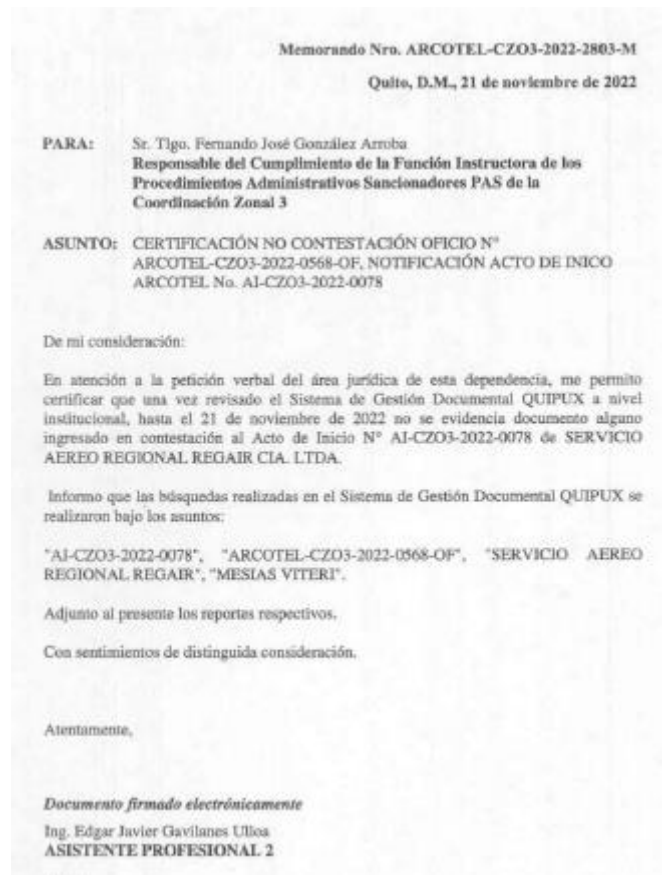 Memorando Nro. ARCOTEL-CZO3-2022-2803-M
Quito, D.M., 21 de noviembre de 2022
PARA: Sr. Tlgo. Fernando José González Arroba
Responsable del Cumplimiento de la Función Instructora de los
Procedimientos Administrativos Sancionadores PAS de la
Coordinación Zonal 3
ASUNTO: CERTIFICACIÓN NO CONTESTACIÓN OFICIO N°
ARCOTEL-CZO3-2022-0568-OF, NOTIFICACIÓN ACTO DE INICO
ARCOTEL No. AI-CZO3-2022-0078
De mi consideración:
En atención a la petición verbal del área jurídica de esta dependencia, me permito
certificar que una vez revisado el Sistema de Gestión Documental QUIPUX a nivel
institucional, hasta el 21 de noviembre de 2022 no se evidencia documento alguno
ingresado en contestación al Acto de Inicio N° AI-CZO3-2022-0078 de SERVICIO
AEREO REGIONAL REGAIR CIA. LTDA.
Informo que las búsquedas realizadas en el Sistema de Gestión Documental QUIPUX se
realizaron bajo los asuntos:
"AI-CZO3-2022-0078", "ARCOTEL-CZO3-2022-0568-OF", "SERVICIO AEREO
REGIONAL REGAIR", "MESIAS VITERI".
Adjunto al presente los reportes respectivos.
Con sentimientos de distinguida consideración.
Atentamente,
Documento firmado electrónicamente
Ing. Edgar Javier Gavilanes Ulloa
ASISTENTE PROFESIONAL 2